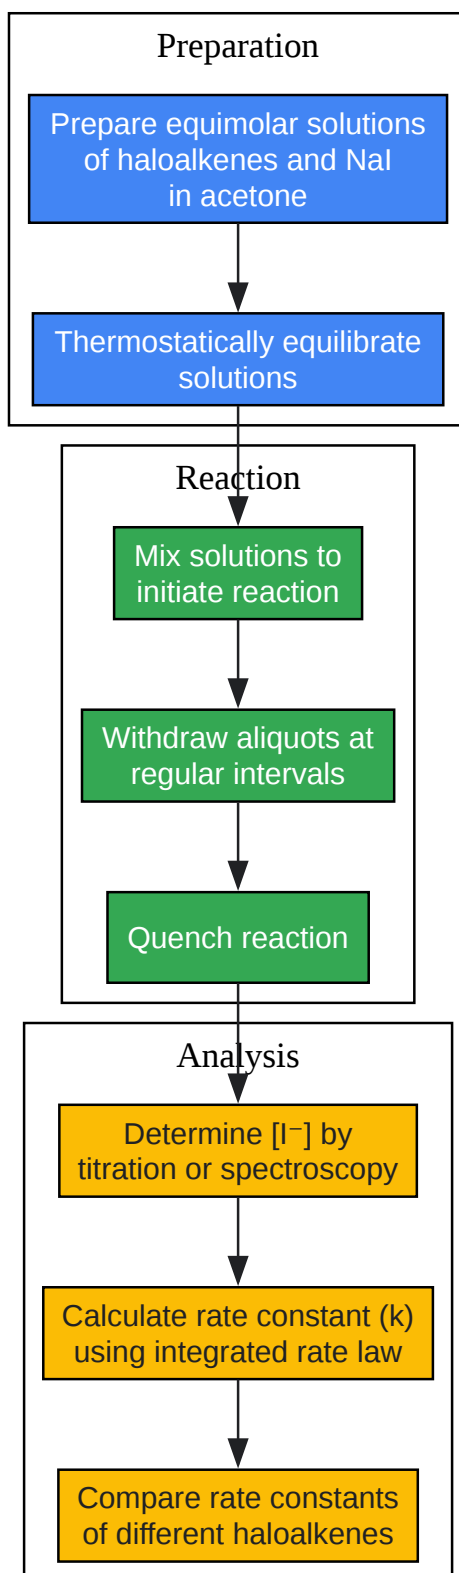 Preparation
Prepare equimolar solutions
of haloalkenes and NaI
in acetone
Thermostatically equilibrate
solutions
Reaction
Mix solutions to
initiate reaction
Withdraw aliquots at
regular intervals
Quench reaction
Analysis
Determine [I⁻] by
titration or spectroscopy
Calculate rate constant (k)
using integrated rate law
Compare rate constants
of different haloalkenes